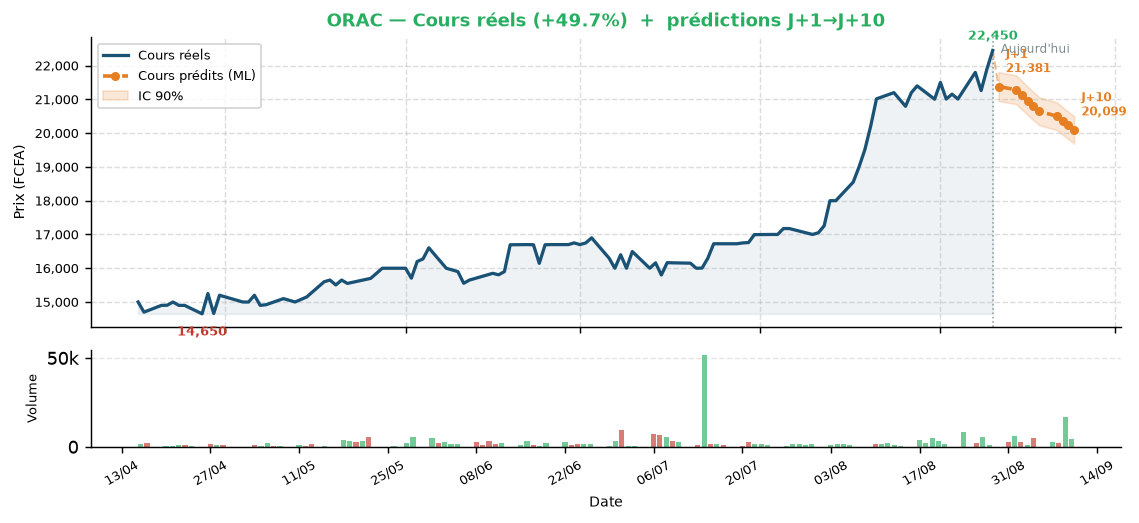 ORAC — Cours réels (+49.7%) + prédictions J+1→J+10
Cours réels
Cours prédits (ML)
IC 90%
22,450
Aujourd'hui
J+1
21,381
J+10
20,099
14,650
Prix (FCFA)
22,000
21,000
20,000
19,000
18,000
17,000
16,000
15,000
Volume
50k
0
13/04
27/04
11/05
25/05
08/06
22/06
06/07
20/07
03/08
17/08
31/08
14/09
Date